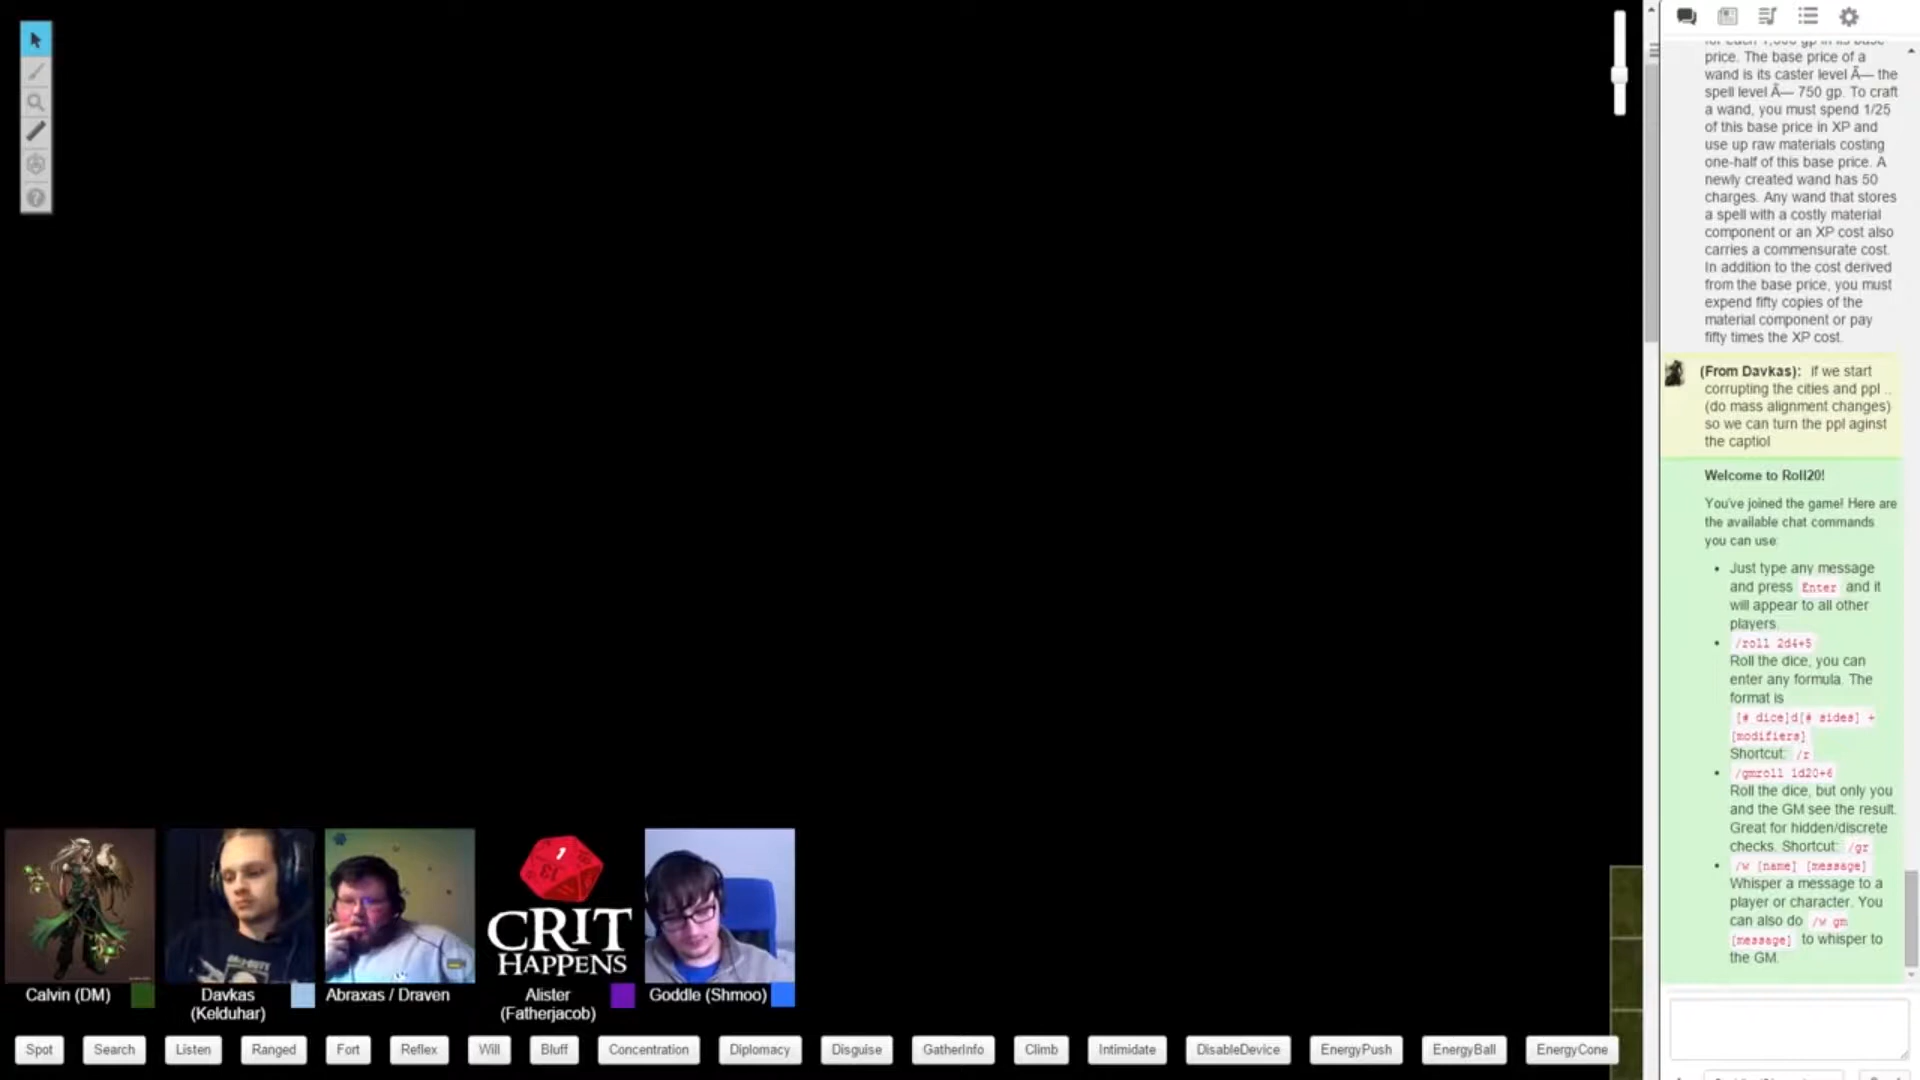 for each 1,000 gp in its base
price. The base price of a
wand is its caster level Ã— the
spell level Ã— 750 gp. To craft
a wand, you must spend 1/25
of this base price in XP and
use up raw materials costing
one-half of this base price. A
newly created wand has 50
charges. Any wand that stores
a spell with a costly material
component or an XP cost also
carries a commensurate cost.
In addition to the cost derived
from the base price, you must
expend fifty copies of the
material component or pay
fifty times the XP cost.
(From Davkas): if we start
corrupting the cities and ppl ..
(do mass alignment changes)
so we can turn the ppl aginst
the captiol
Welcome to Roll20!
You've joined the game! Here are
the available chat commands
you can use:
Just type any message
and press Enter and it
will appear to all other
players.
/roll 2d4+5
Roll the dice, you can
enter any formula. The
format is
[# dice]d[# sides] +
[modifiers]
Shortcut: /r
/gmroll 1d20+6
Roll the dice, but only you
and the GM see the result.
Great for hidden/discrete
checks. Shortcut: /gr
/w [name] [message]
Whisper a message to a
player or character. You
can also do /w gm
[message] to whisper to
the GM.
1
13
CRIT
HAPPENS
Calvin (DM)
Davkas
(Kelduhar)
Abraxas / Draven
Alister
(Fatherjacob)
Goddle (Shmoo)
Spot Search Listen Ranged Fort Reflex Will Bluff Concentration Diplomacy Disguise GatherInfo Climb Intimidate DisableDevice EnergyPush EnergyBall EnergyCone